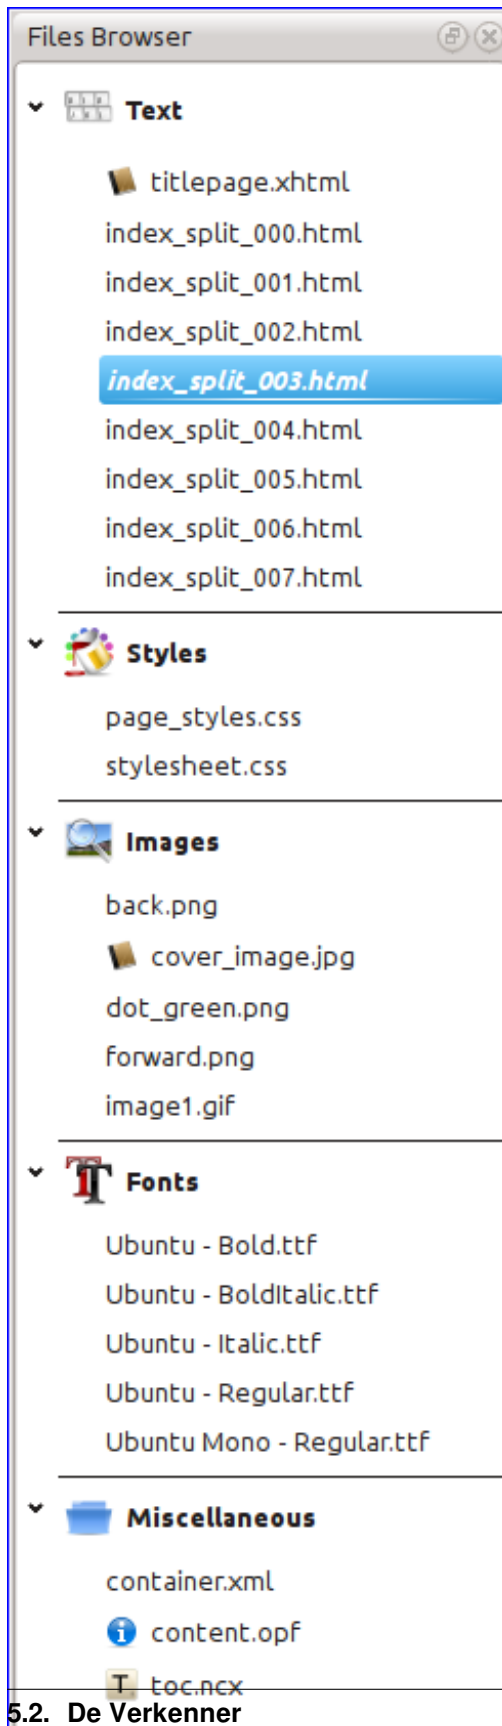 Files Browser
Text
titlepage.xhtml
index_split_000.html
index_split_001.html
index_split_002.html
index_split_003.html
index_split_004.html
index_split_005.html
index_split_006.html
index_split_007.html
Styles
page_styles.css
stylesheet.css
Images
back.png
cover_image.jpg
dot_green.png
forward.png
image1.gif
Fonts
Ubuntu - Bold.ttf
Ubuntu - BoldItalic.ttf
Ubuntu - Italic.ttf
Ubuntu - Regular.ttf
Ubuntu Mono - Regular.ttf
Miscellaneous
container.xml
content.opf
toc.ncx
5.2. De Verkenner